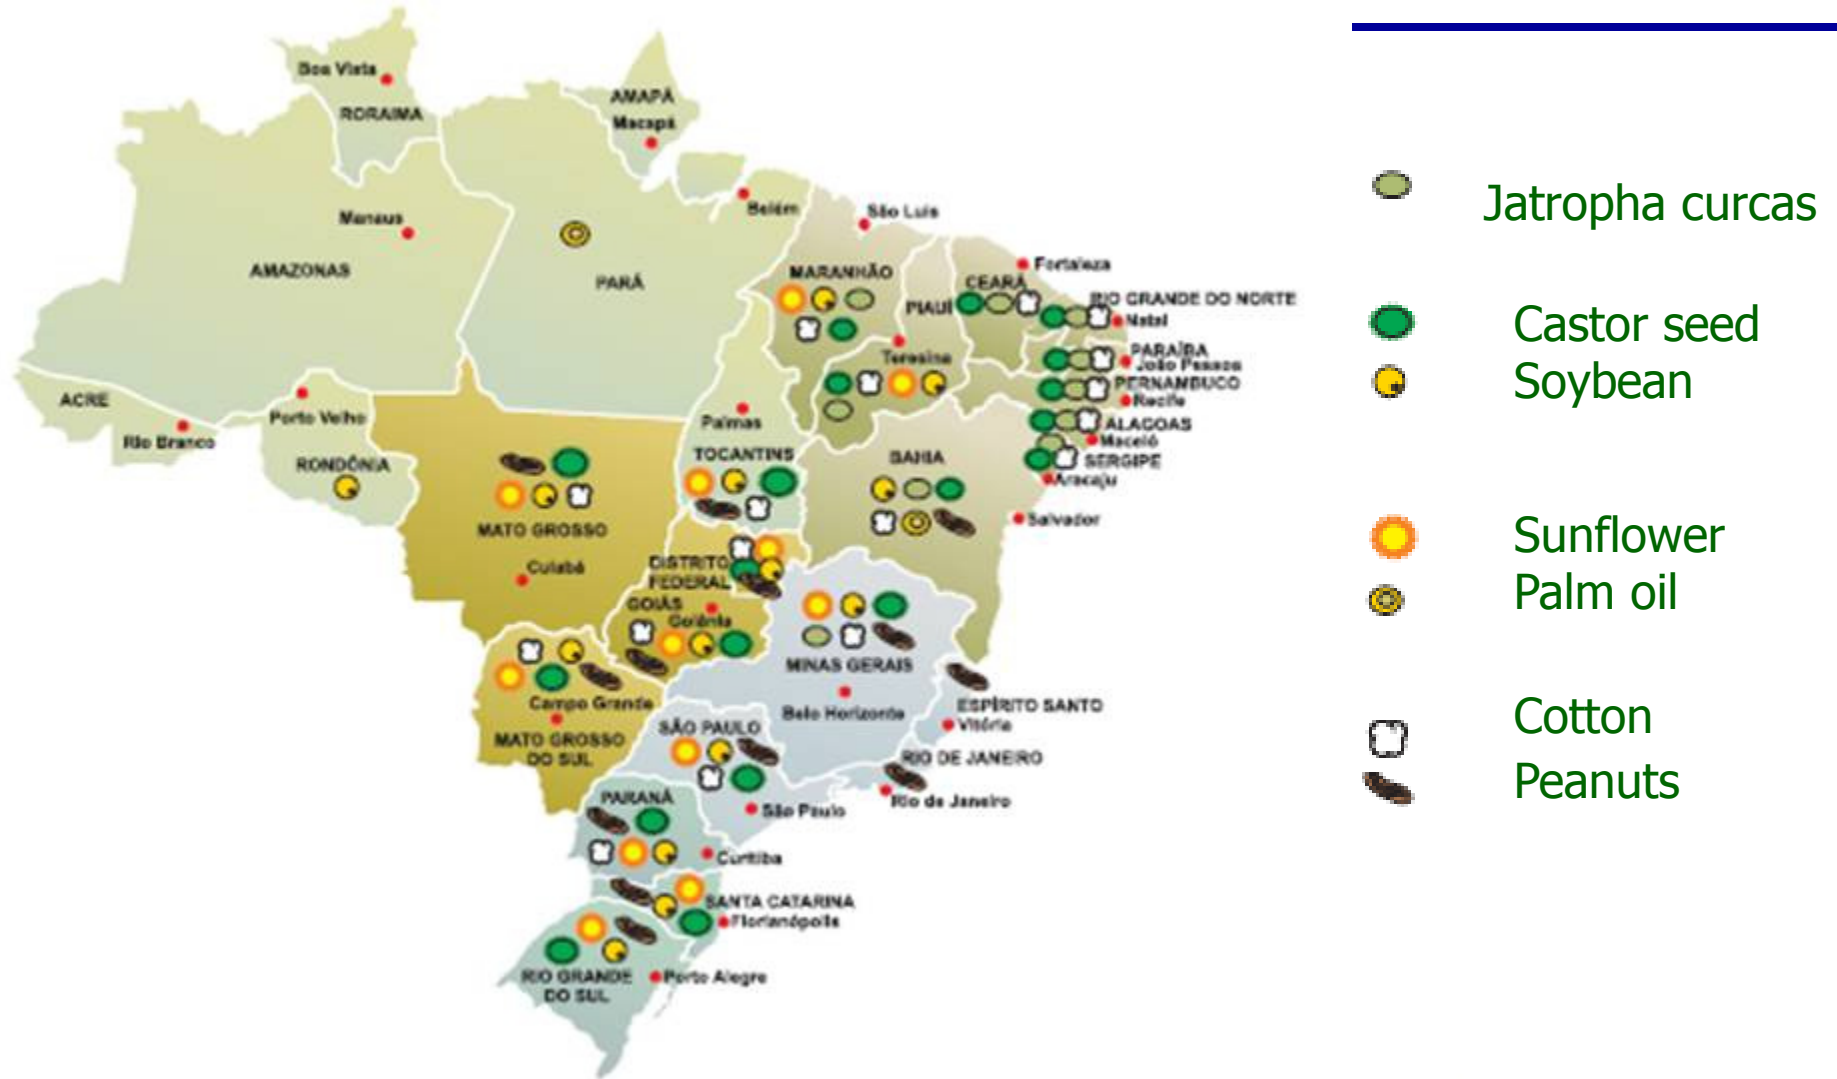 Boa Vista
RORAIMA
AMAPÁ
Macapá
Manaus
AMAZONAS
PARÁ
Belém
São Luís
MARANHÃO
PIAUÍ
Teresina
CEARÁ
Fortaleza
RIO GRANDE DO NORTE
Natal
PARAÍBA
João Pessoa
PERNAMBUCO
Recife
ALAGOAS
Maceió
SERGIPE
Aracaju
ACRE
Rio Branco
Porto Velho
RONDÔNIA
MATO GROSSO
Cuiabá
Palmas
TOCANTINS
BAHIA
Salvador
DISTRITO
FEDERAL
GOIÁS
Goiânia
MINAS GERAIS
Belo Horizonte
ESPÍRITO SANTO
Vitória
Campo Grande
MATO GROSSO
DO SUL
SÃO PAULO
São Paulo
RIO DE JANEIRO
Rio de Janeiro
PARANÁ
Curitiba
SANTA CATARINA
Florianópolis
RIO GRANDE
DO SUL
Porto Alegre
Jatropha curcas
Castor seed
Soybean
Sunflower
Palm oil
Cotton
Peanuts